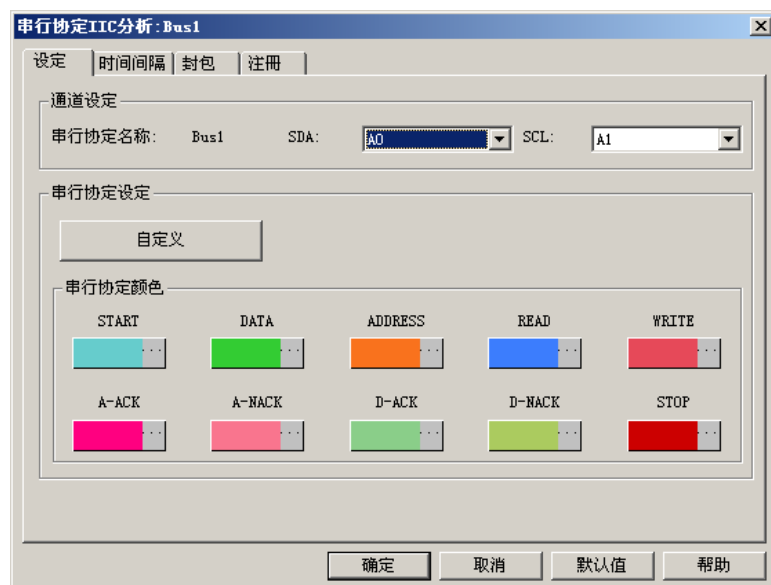 串行协定IIC分析:Bus1
设定 时间间隔 封包 注册
通道设定
串行协定名称: Bus1 SDA: A0 SCL: A1
串行协定设定
自定义
串行协定颜色
START DATA ADDRESS READ WRITE
... ... ... ... ...
A-ACK A-NACK D-ACK D-NACK STOP
... ... ... ... ...
确定 取消 默认值 帮助